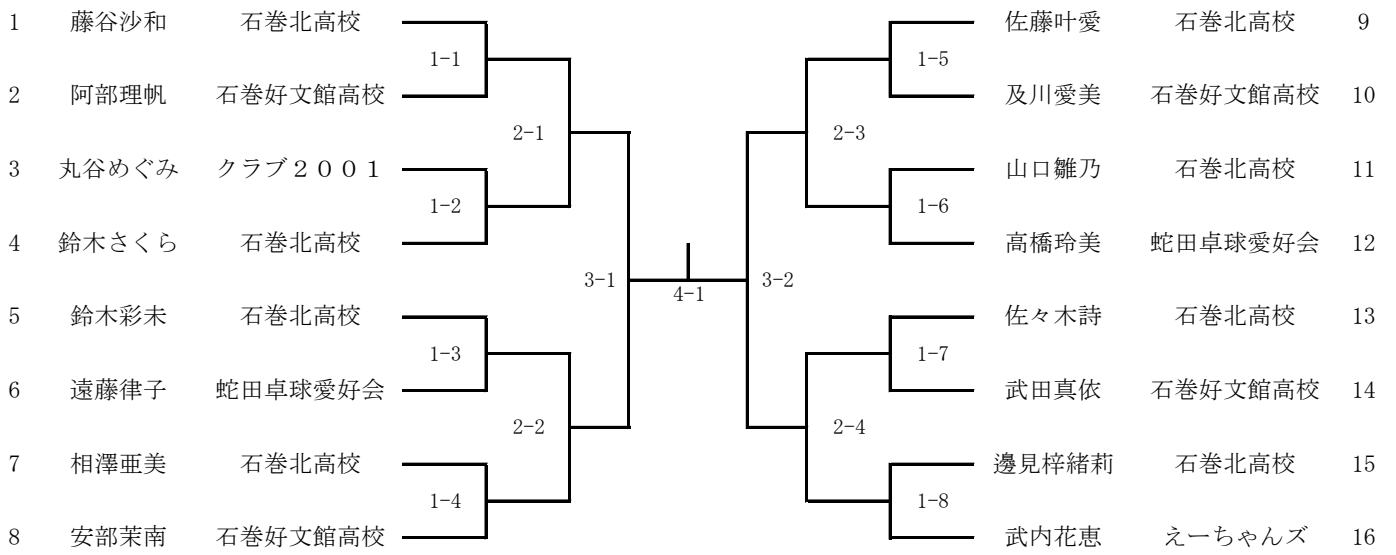 1 藤谷沙和 石巻北高校 佐藤叶愛 石巻北高校 9
1-1 1-5
2 阿部理帆 石巻好文館高校 及川愛美 石巻好文館高校 10
2-1 2-3
3 丸谷めぐみ クラブ2001 山口雛乃 石巻北高校 11
1-2 1-6
4 鈴木さくら 石巻北高校 高橋玲美 蛇田卓球愛好会 12
3-1 4-1 3-2
5 鈴木彩未 石巻北高校 佐々木詩 石巻北高校 13
1-3 1-7
6 遠藤律子 蛇田卓球愛好会 武田真依 石巻好文館高校 14
2-2 2-4
7 相澤亜美 石巻北高校 邊見梓緒莉 石巻北高校 15
1-4 1-8
8 安部茉南 石巻好文館高校 武内花恵 えーちゃんズ 16